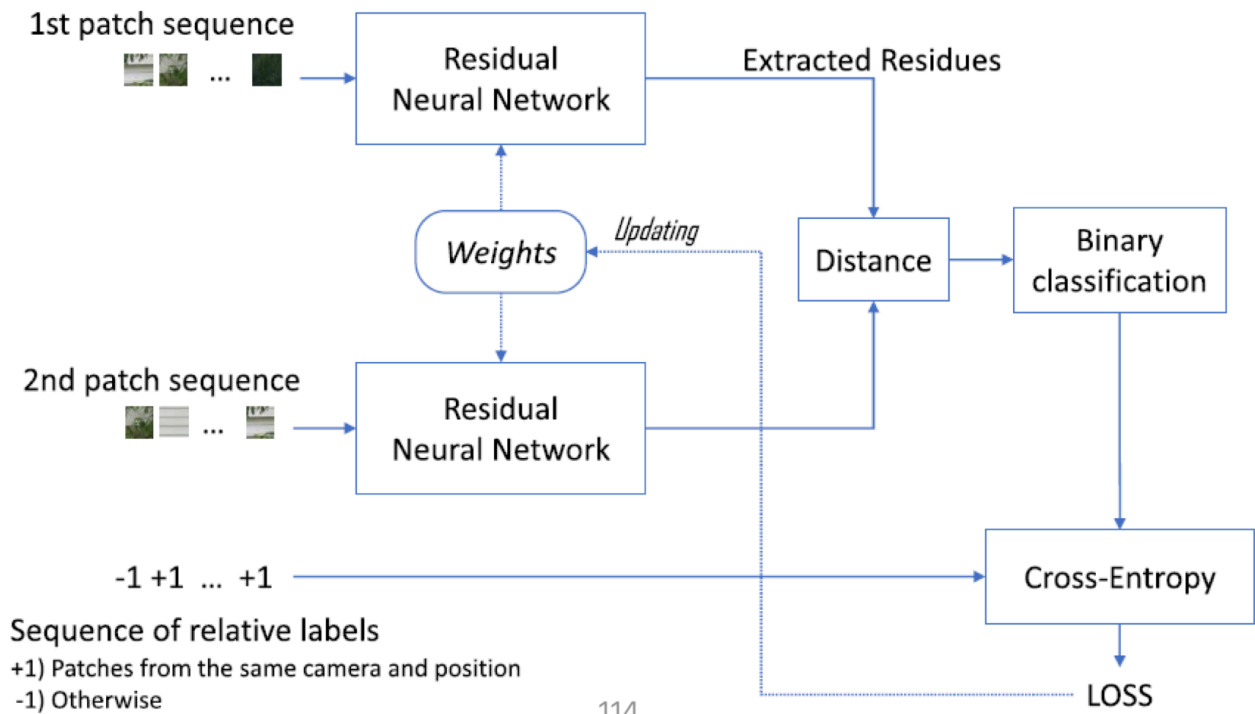 1st patch sequence
...
Residual
Neural Network
Extracted Residues
Weights
Updating
Distance
Binary
classification
2nd patch sequence
...
Residual
Neural Network
-1 +1 ... +1
Cross-Entropy
Sequence of relative labels
+1) Patches from the same camera and position
-1) Otherwise
LOSS
114